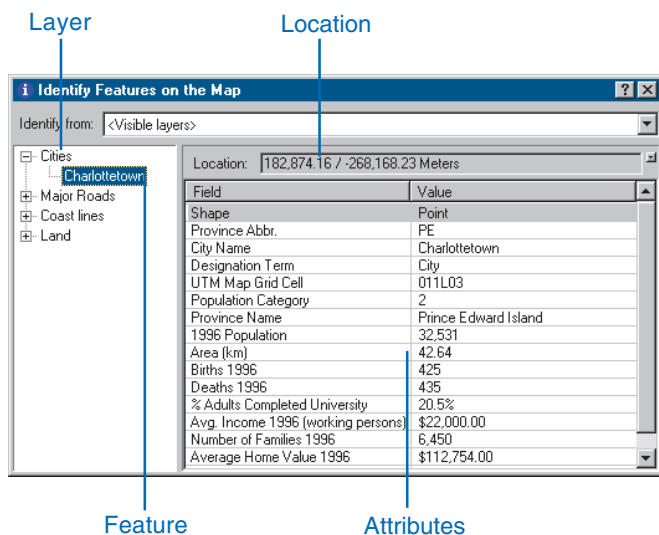 Layer
Location
Identify Features on the Map
Identify from: <Visible layers>
Cities
Charlottetown
Major Roads
Coast lines
Land
Location: 182,874.16 / -268,168.23 Meters
Field Value
Shape Point
Province Abbr. PE
City Name Charlottetown
Designation Term City
UTM Map Grid Cell 011L03
Population Category 2
Province Name Prince Edward Island
1996 Population 32,531
Area (km) 42.64
Births 1996 425
Deaths 1996 435
% Adults Completed University 20.5%
Avg. Income 1996 (working persons) $22,000.00
Number of Families 1996 6,450
Average Home Value 1996 $112,754.00
Feature
Attributes